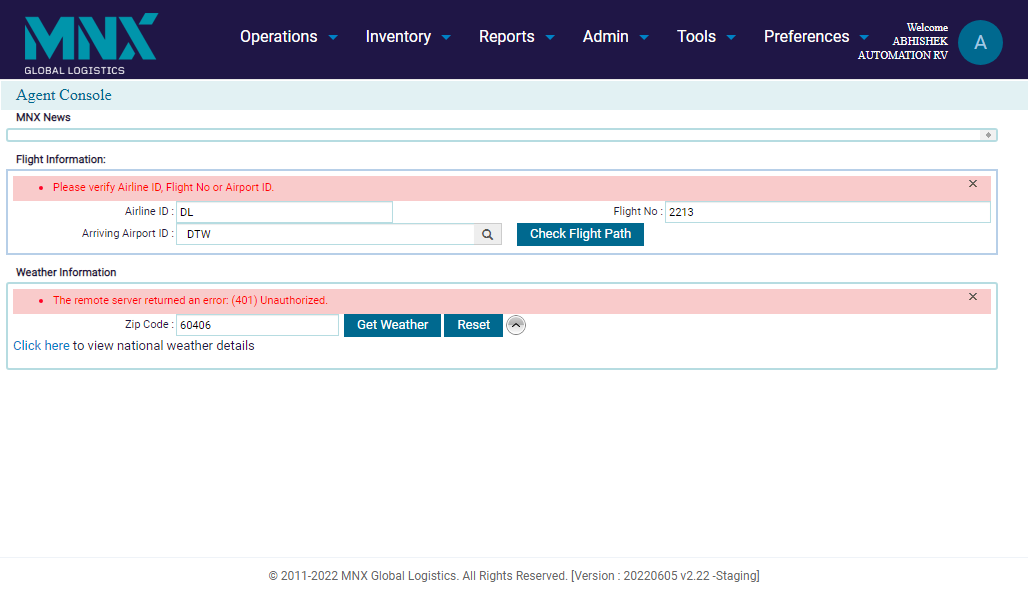 MNX
GLOBAL LOGISTICS
Operations Inventory Reports Admin Tools Preferences
Welcome
ABHISHEK
AUTOMATION RV
A
Agent Console
MNX News
Flight Information:
• Please verify Airline ID, Flight No or Airport ID.
Airline ID : DL Flight No : 2213
Arriving Airport ID : DTW Check Flight Path
Weather Information
• The remote server returned an error: (401) Unauthorized.
Zip Code : 60406 Get Weather Reset
Click here to view national weather details
© 2011-2022 MNX Global Logistics. All Rights Reserved. [Version : 20220605 v2.22 -Staging]